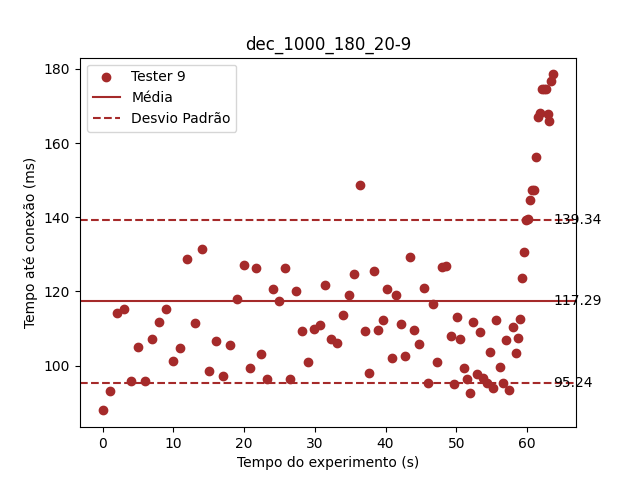 dec_1000_180_20-9
Tester 9
Média
Desvio Padrão
Tempo até conexão (ms)
180
160
140
120
100
139.34
117.29
95.24
0 10 20 30 40 50 60
Tempo do experimento (s)